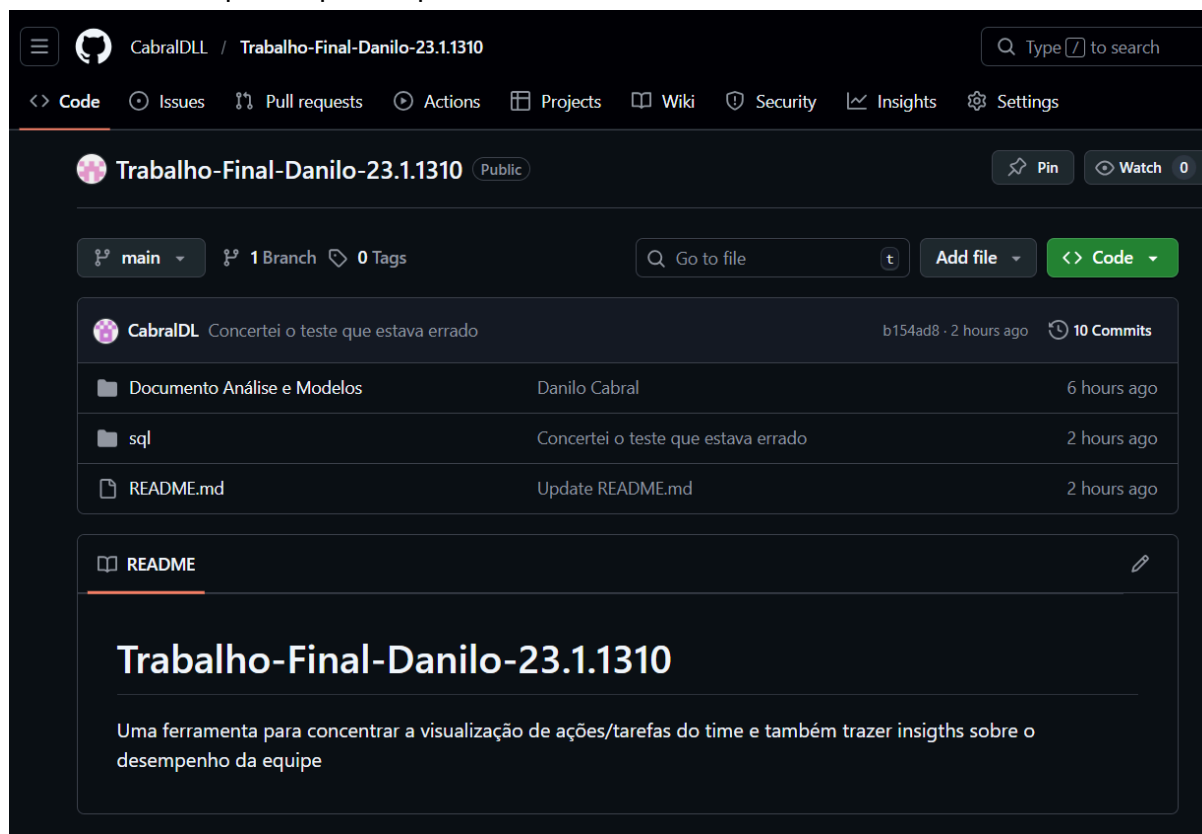 CabralDLL / Trabalho-Final-Danilo-23.1.1310
Type / to search
Code Issues Pull requests Actions Projects Wiki Security Insights Settings
Trabalho-Final-Danilo-23.1.1310 Public
Pin Watch 0
main 1 Branch 0 Tags
Go to file t Add file Code
CabralDL Concertei o teste que estava errado b154ad8 · 2 hours ago 10 Commits
Documento Análise e Modelos Danilo Cabral 6 hours ago
sql Concertei o teste que estava errado 2 hours ago
README.md Update README.md 2 hours ago
README
Trabalho-Final-Danilo-23.1.1310
Uma ferramenta para concentrar a visualização de ações/tarefas do time e também trazer insigths sobre o
desempenho da equipe